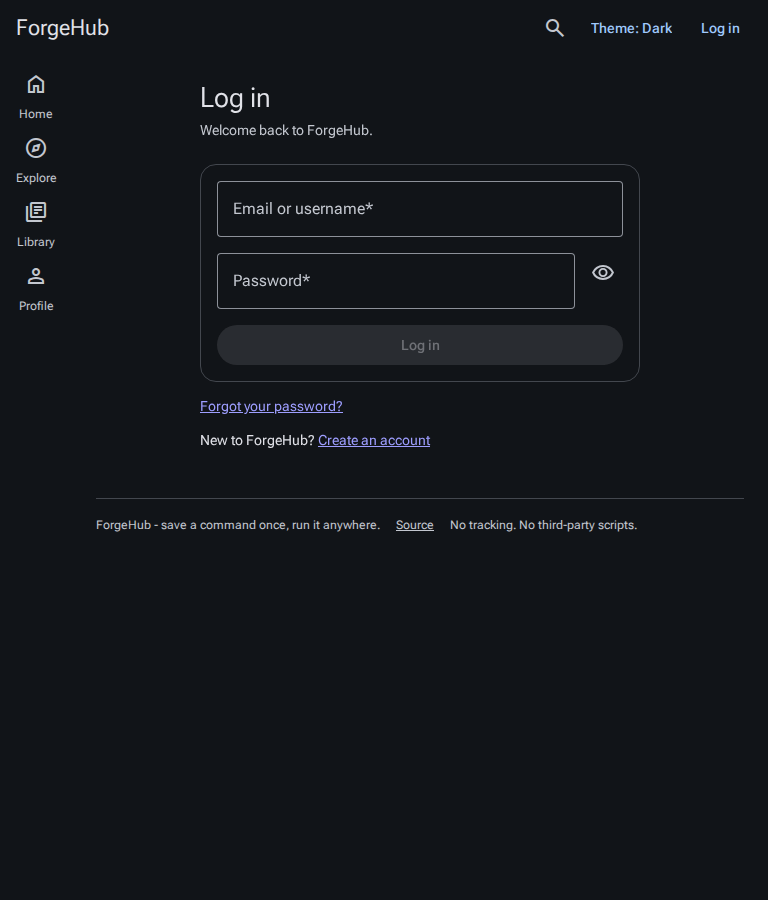 ForgeHub
Theme: Dark
Log in
Home
Explore
Library
Profile
Log in
Welcome back to ForgeHub.
Email or username*
Password*
Log in
Forgot your password?
New to ForgeHub? Create an account
ForgeHub - save a command once, run it anywhere. Source No tracking. No third-party scripts.